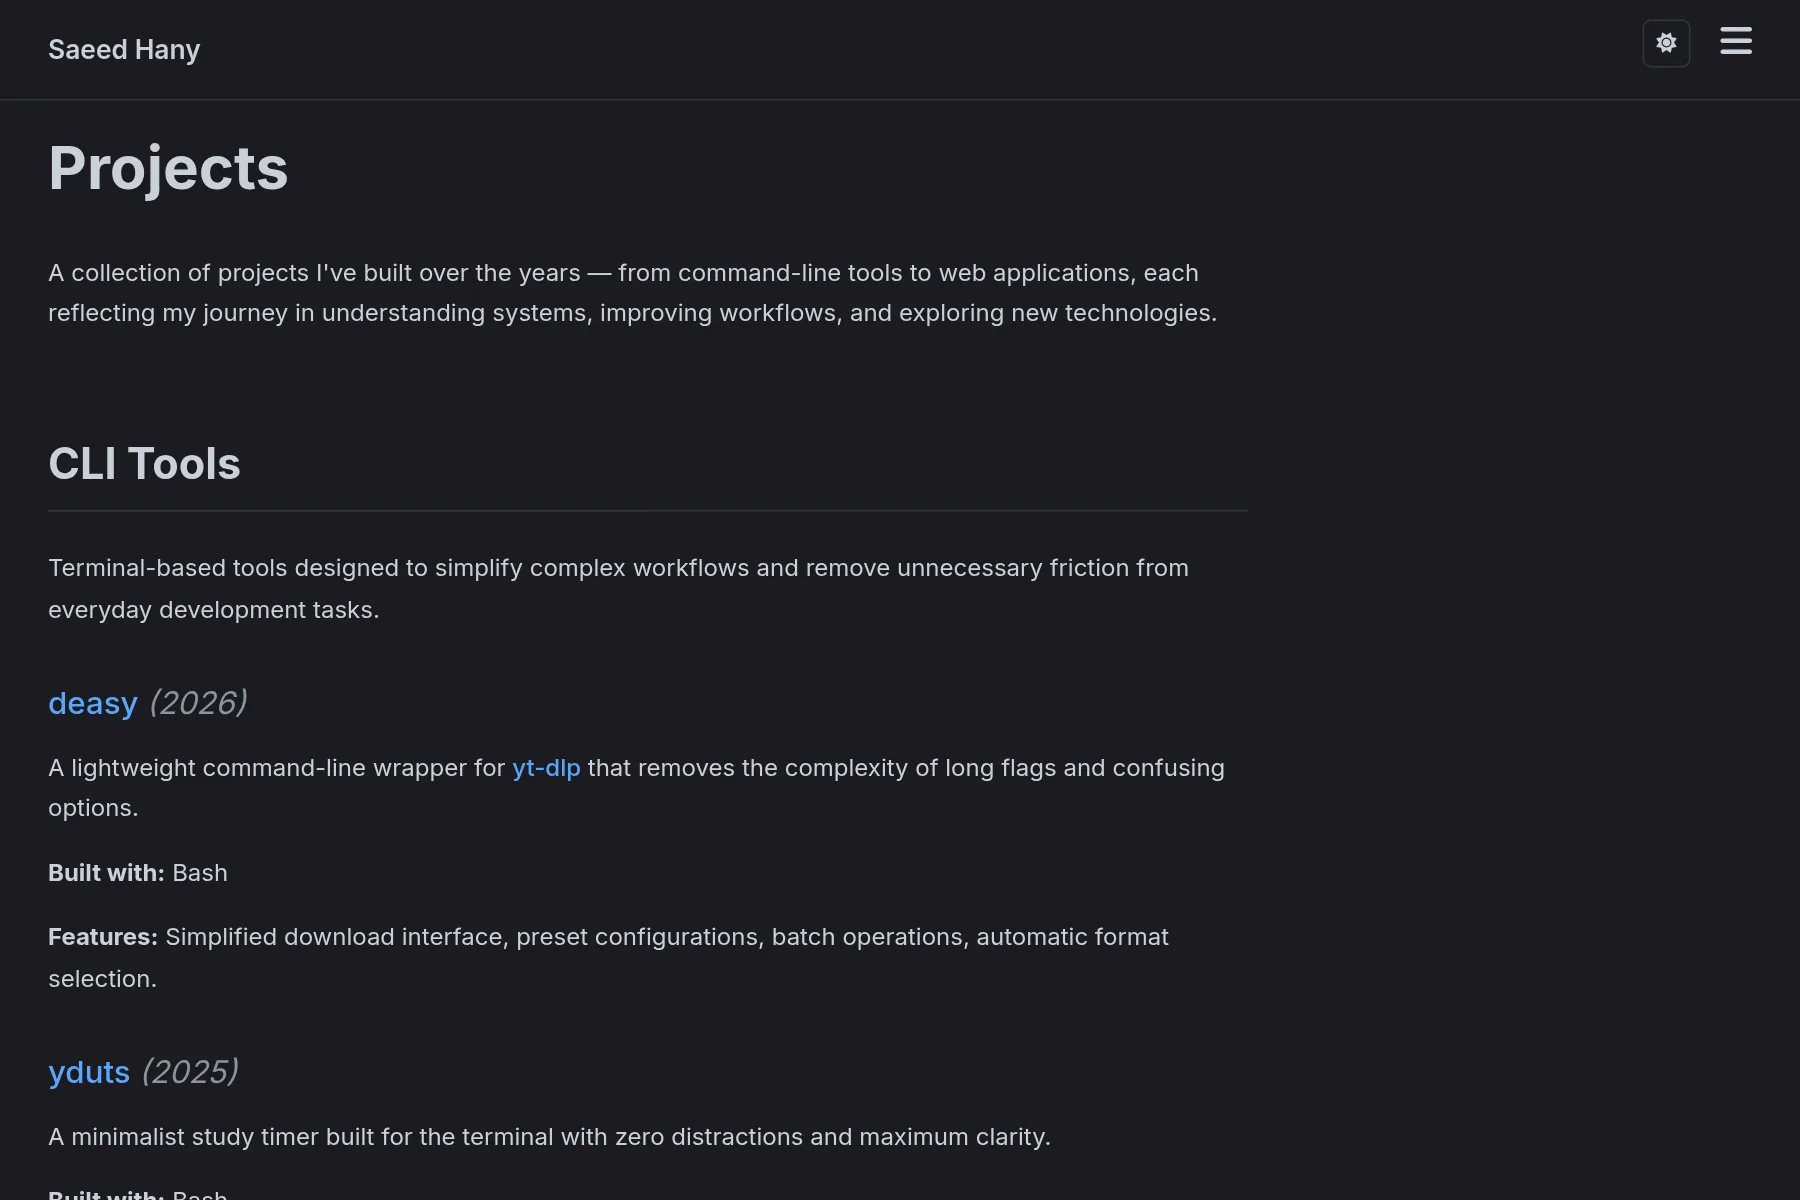 Saeed Hany
Projects
A collection of projects I've built over the years — from command-line tools to web applications, each
reflecting my journey in understanding systems, improving workflows, and exploring new technologies.
CLI Tools
Terminal-based tools designed to simplify complex workflows and remove unnecessary friction from
everyday development tasks.
deasy (2026)
A lightweight command-line wrapper for yt-dlp that removes the complexity of long flags and confusing
options.
Built with: Bash
Features: Simplified download interface, preset configurations, batch operations, automatic format
selection.
yduts (2025)
A minimalist study timer built for the terminal with zero distractions and maximum clarity.
Built with: Bash